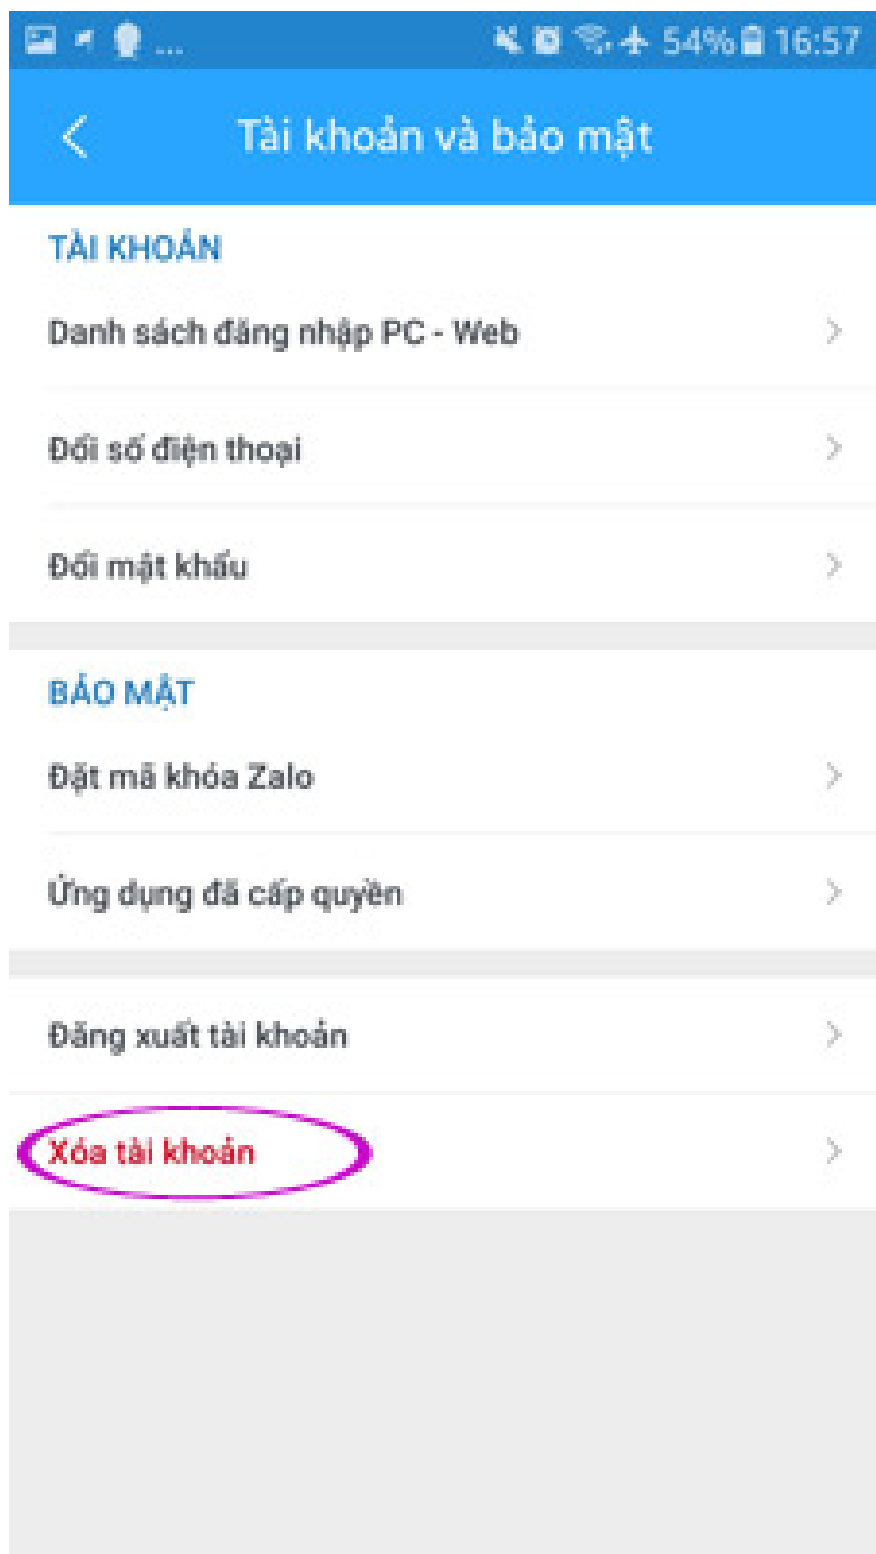 ... 54% 16:57
Tài khoản và bảo mật
TÀI KHOẢN
Danh sách đăng nhập PC - Web
Đổi số điện thoại
Đổi mật khẩu
BẢO MẬT
Đặt mã khóa Zalo
Ứng dụng đã cấp quyền
Đăng xuất tài khoản
Xóa tài khoản